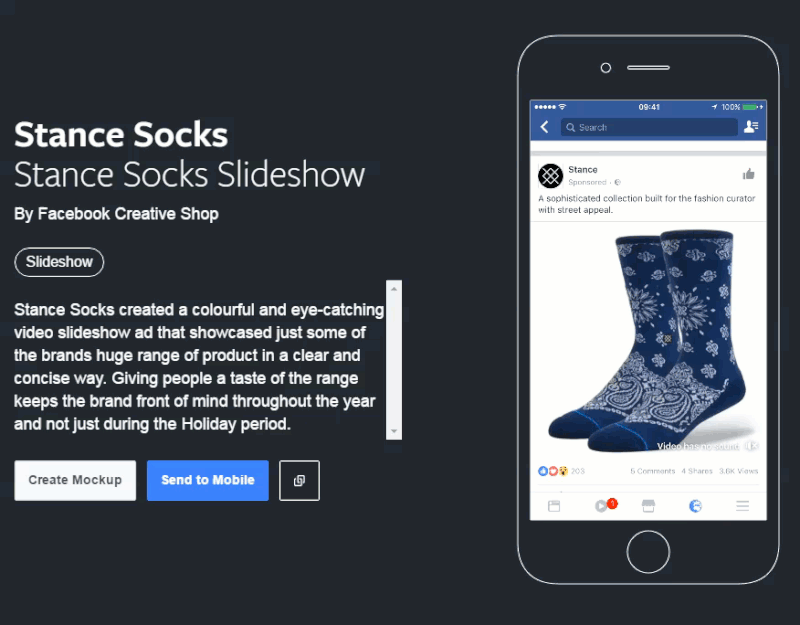 Stance Socks
Stance Socks Slideshow
By Facebook Creative Shop
Slideshow
Stance Socks created a colourful and eye-catching
video slideshow ad that showcased just some of
the brands huge range of product in a clear and
concise way. Giving people a taste of the range
keeps the brand front of mind throughout the year
and not just during the Holiday period.
Create Mockup
Send to Mobile
09:41
100%
Search
Stance
Sponsored ·
A sophisticated collection built for the fashion curator
with street appeal.
Video has no sound
203
5 Comments 4 Shares 3.8K Views
1